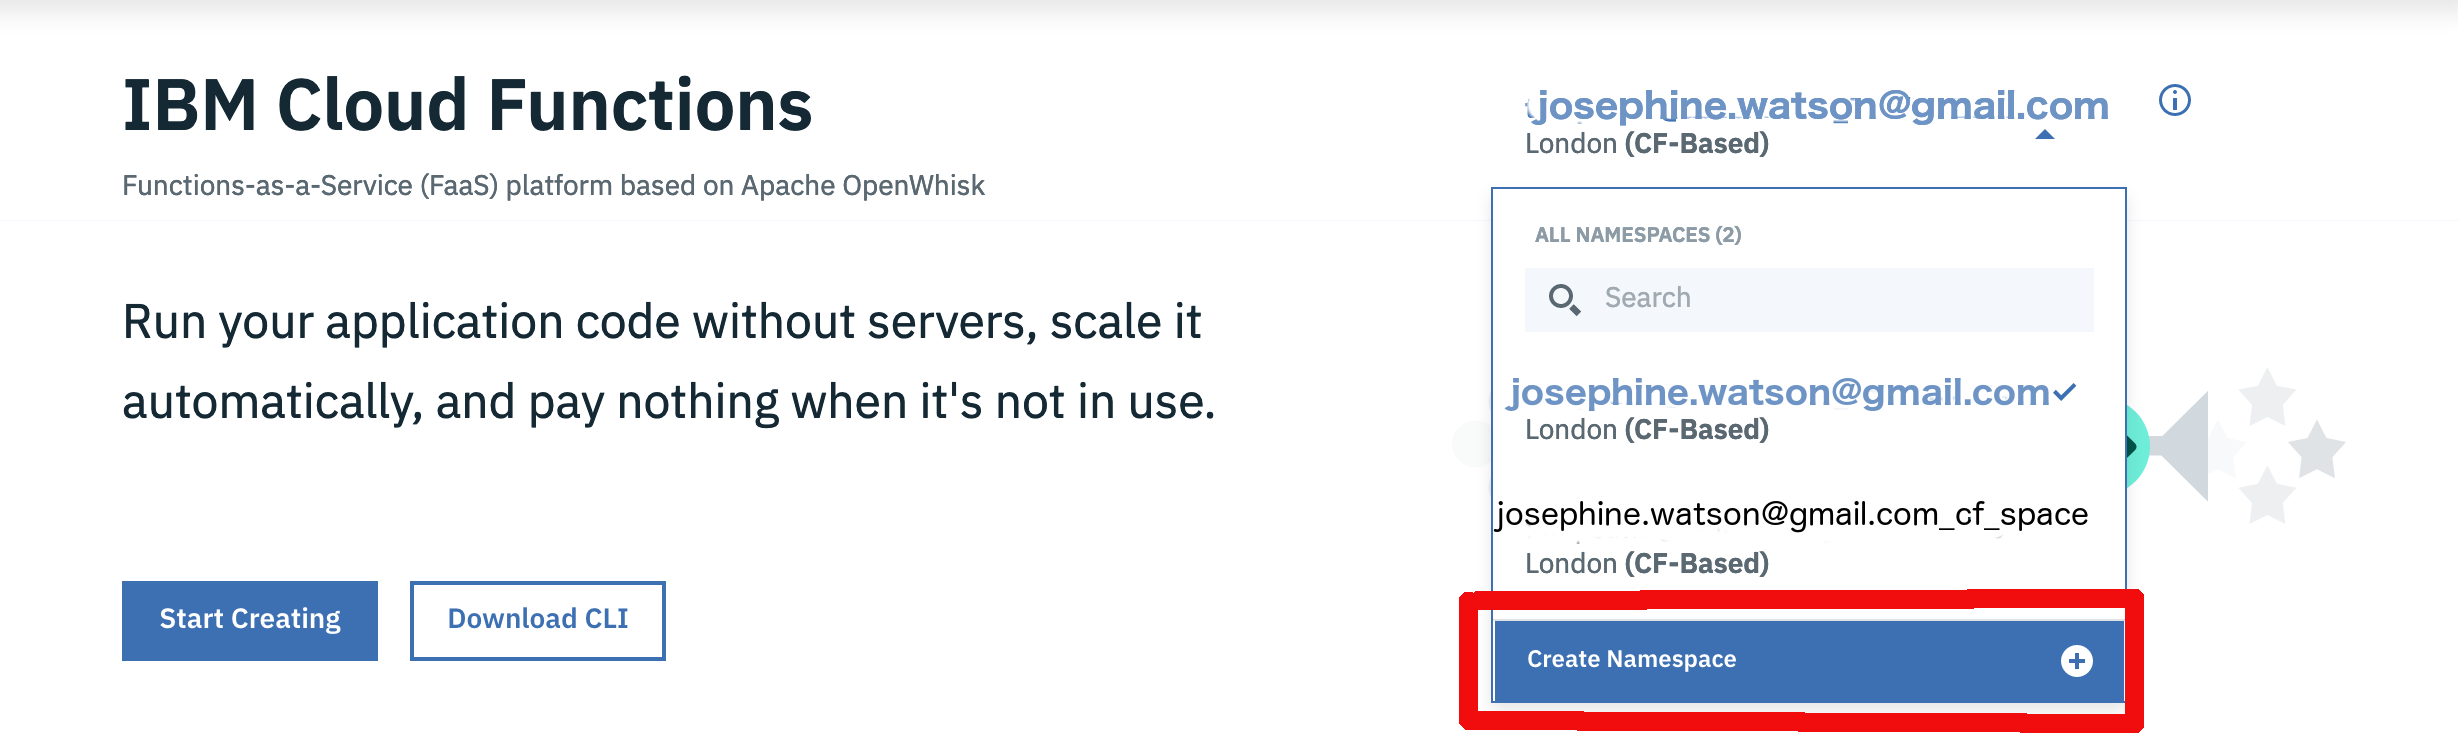 IBM Cloud Functions
Functions-as-a-Service (FaaS) platform based on Apache OpenWhisk
josephine.watson@gmail.com
London (CF-Based)
Run your application code without servers, scale it
automatically, and pay nothing when it's not in use.
Start Creating
Download CLI
ALL NAMESPACES (2)
Search
josephine.watson@gmail.com
London (CF-Based)
josephine.watson@gmail.com_cf_space
London (CF-Based)
Create Namespace